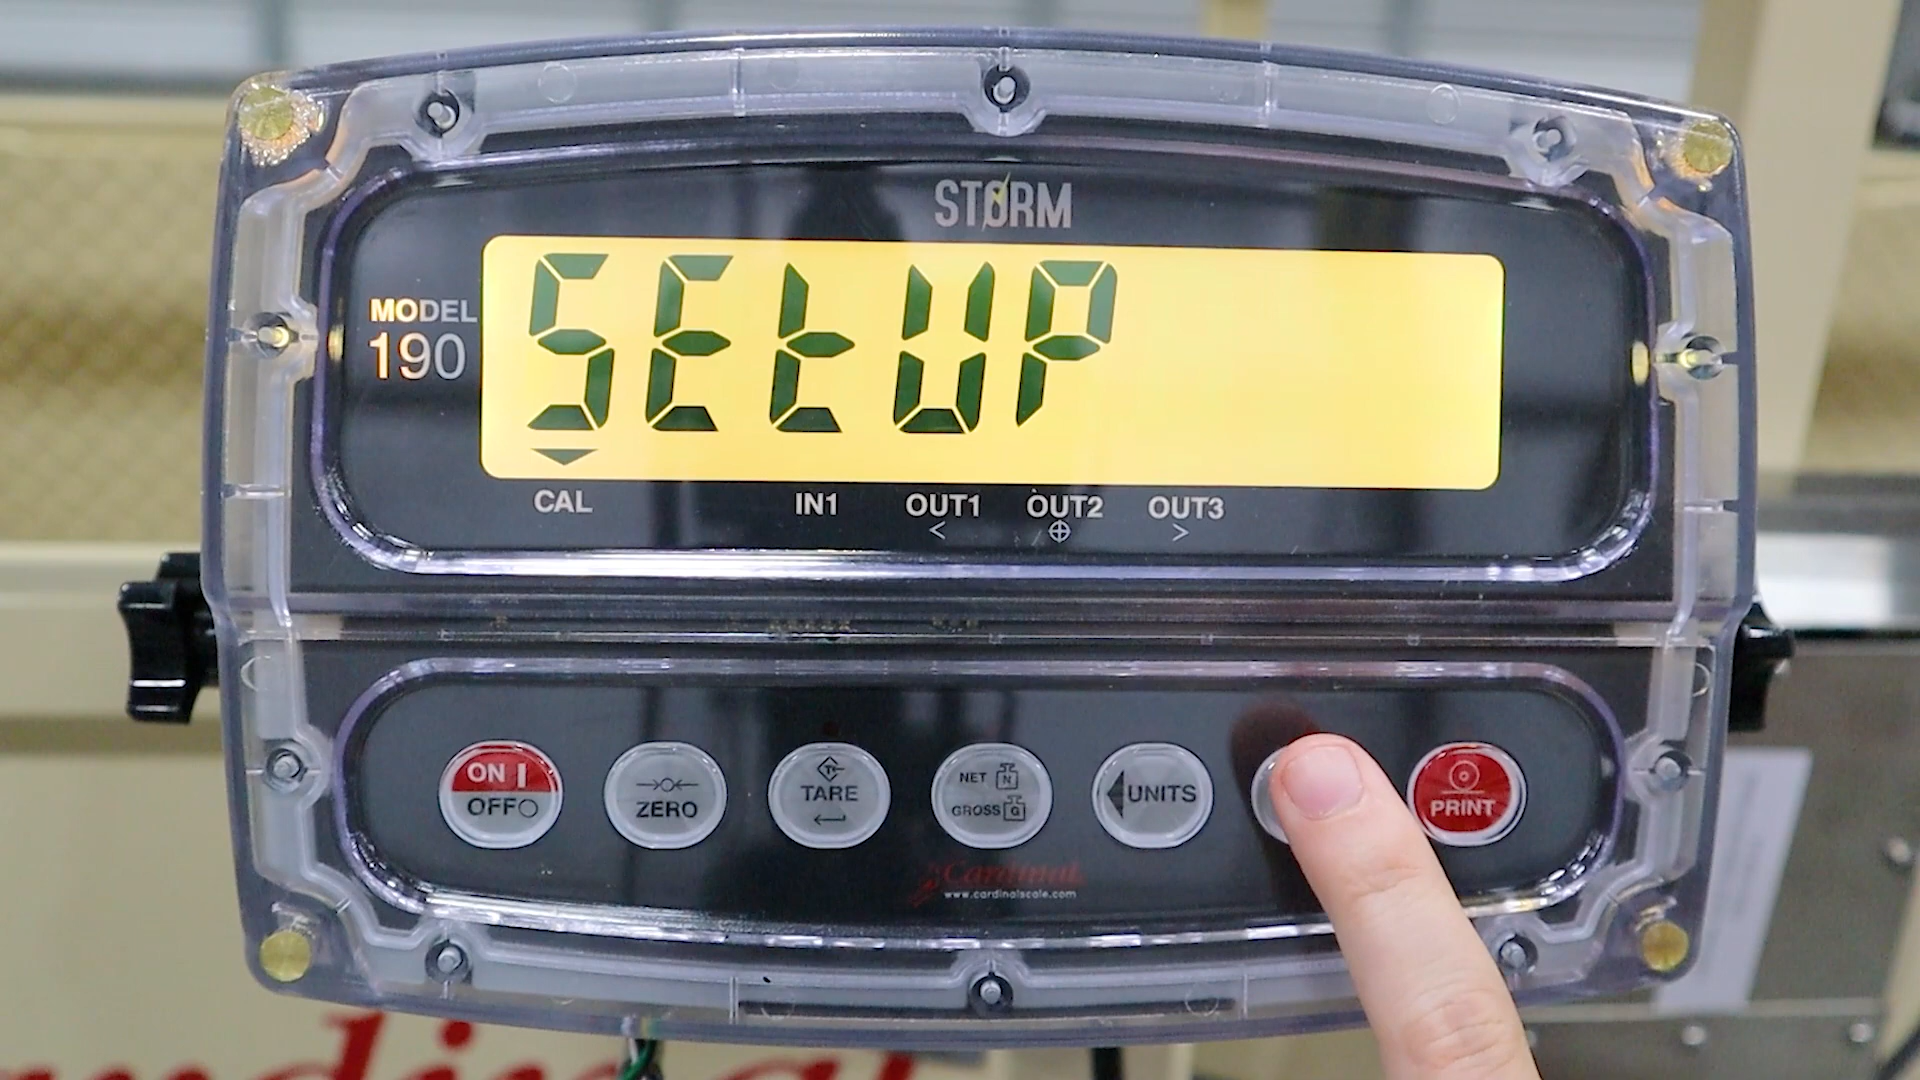 STORM
MODEL
190
SEtUP
CAL IN1 OUT1 OUT2 OUT3
< >
ON
OFF
ZERO
T
TARE
NET N
GROSS G
UNITS
PRINT
Cardinal
www.cardinalscale.com